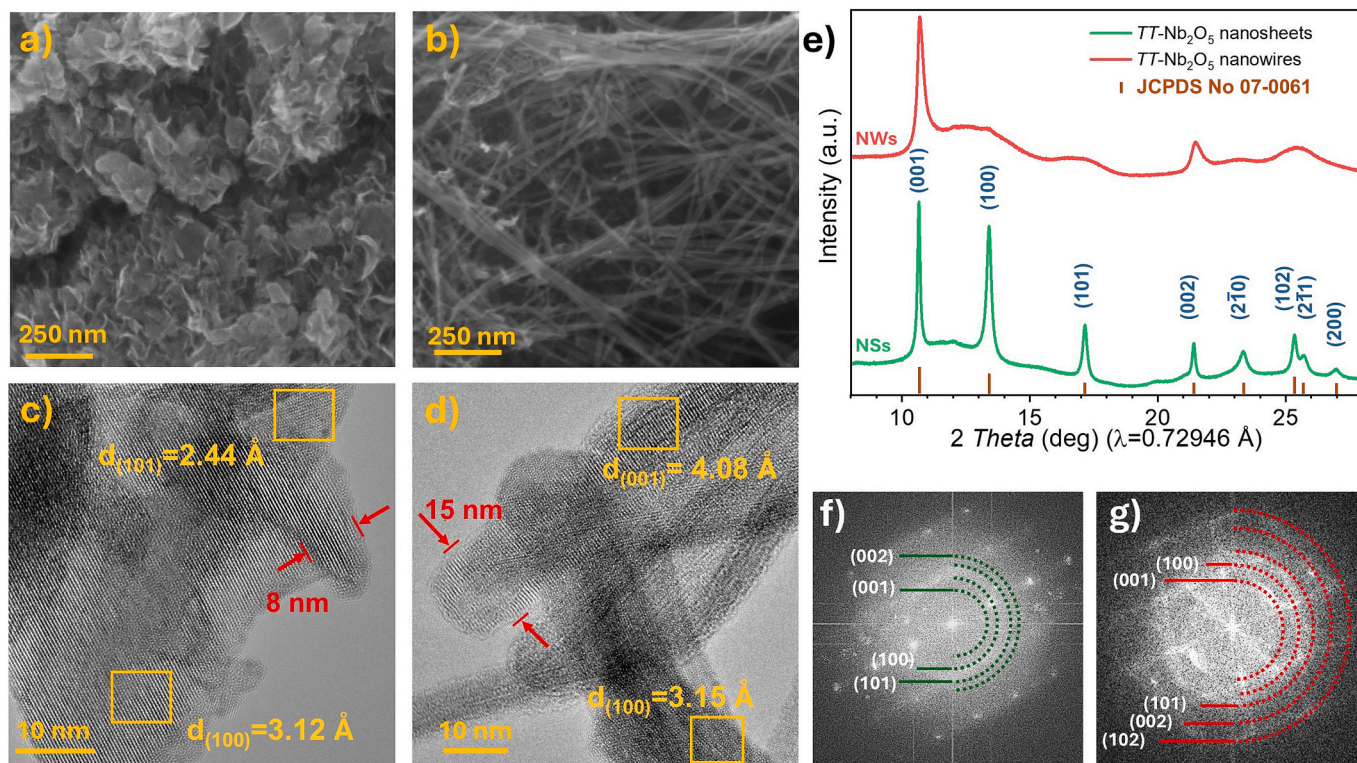 a)
250 nm
b)
250 nm
c)
d(101)=2.44 Å
8 nm
d(100)=3.12 Å
10 nm
d)
d(001)= 4.08 Å
15 nm
d(100)=3.15 Å
10 nm
e)
TT-Nb₂O₅ nanosheets
TT-Nb₂O₅ nanowires
JCPDS No 07-0061
Intensity (a.u.)
NWs
(001)
(100)
(101)
(002)
(21̄0)
(102)
(21̄1)
(200)
NSs
10 15 20 25
2 Theta (deg) (λ=0.72946 Å)
f)
(002)
(001)
(100)
(101)
g)
(100)
(001)
(101)
(002)
(102)